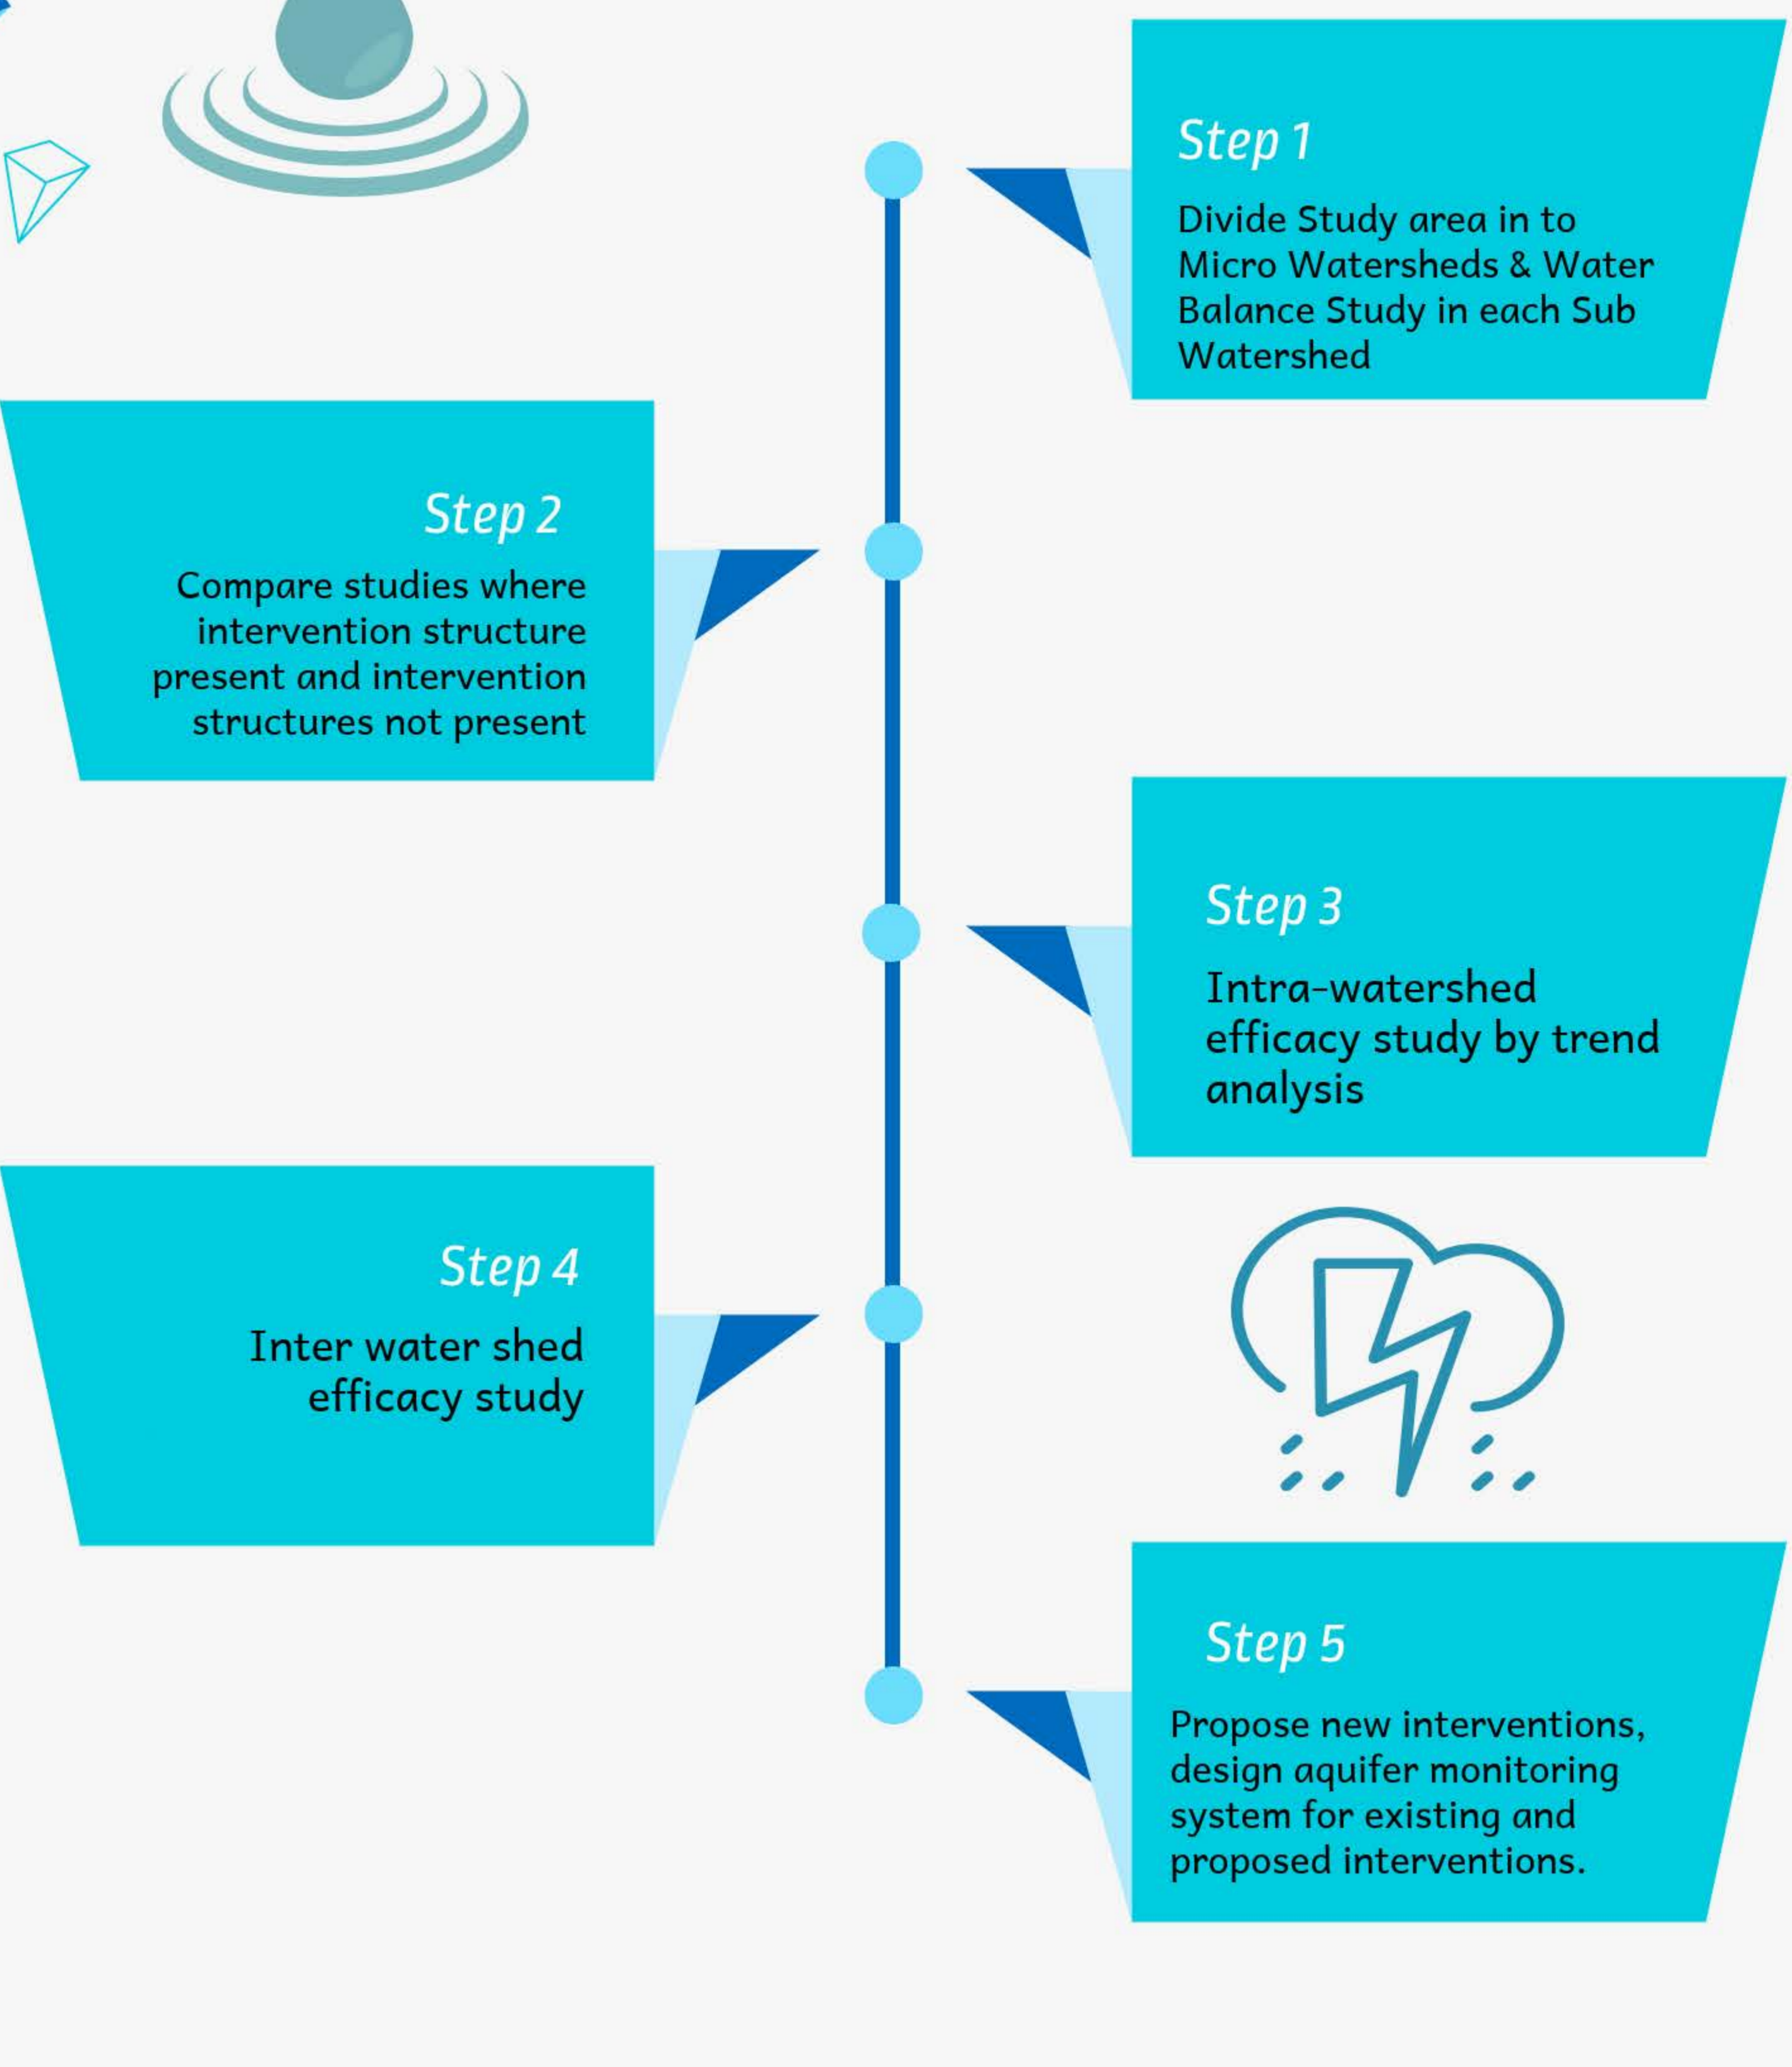 Step 1
Divide Study area in to
Micro Watersheds & Water
Balance Study in each Sub
Watershed
Step 2
Compare studies where
intervention structure
present and intervention
structures not present
Step 3
Intra-watershed
efficacy study by trend
analysis
Step 4
Inter water shed
efficacy study
Step 5
Propose new interventions,
design aquifer monitoring
system for existing and
proposed interventions.